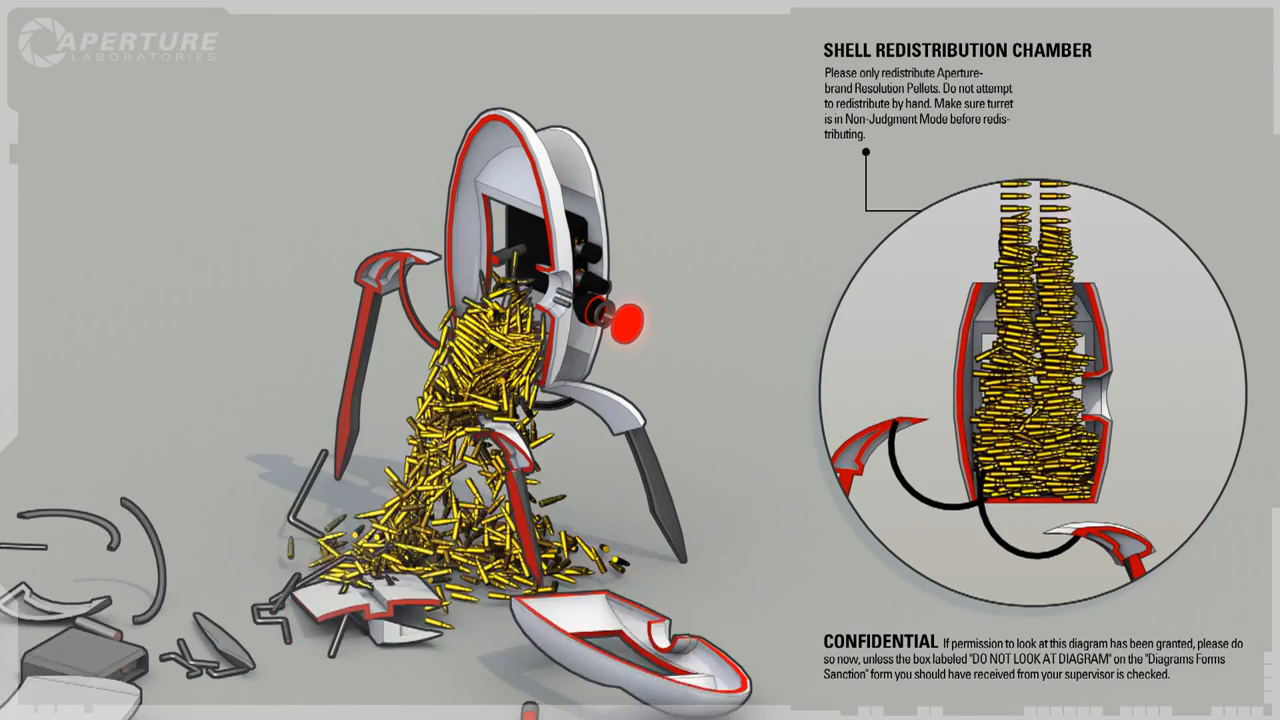 APERTURE
LABORATORIES
SHELL REDISTRIBUTION CHAMBER
Please only redistribute Aperture-
brand Resolution Pellets. Do not attempt
to redistribute by hand. Make sure turret
is in Non-Judgment Mode before redis-
tributing.
CONFIDENTIAL If permission to look at this diagram has been granted, please do
so now, unless the box labeled "DO NOT LOOK AT DIAGRAM" on the "Diagrams Forms
Sanction" form you should have received from your supervisor is checked.